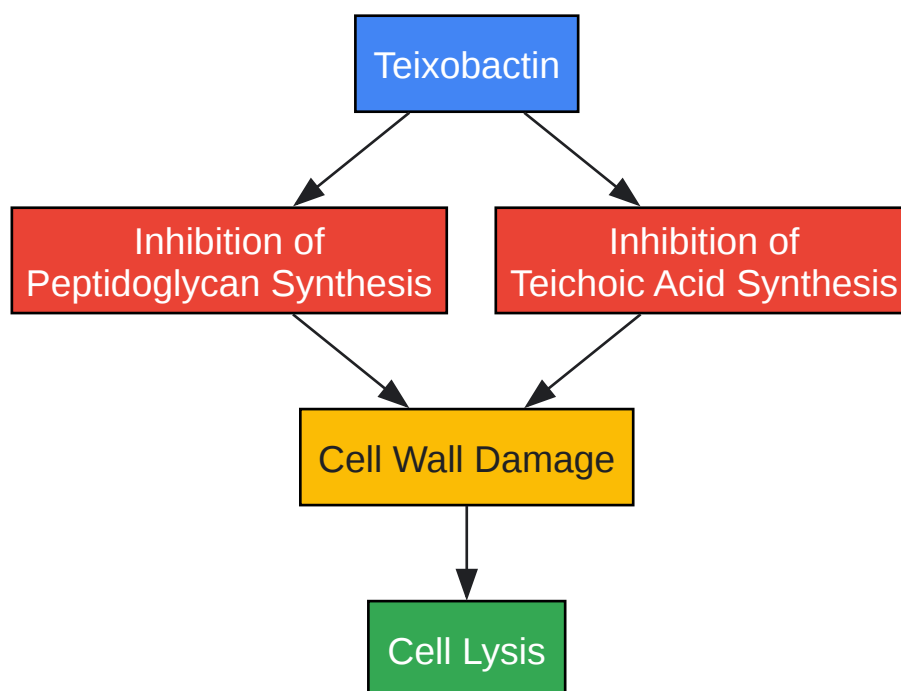 Teixobactin
Inhibition of
Peptidoglycan Synthesis
Inhibition of
Teichoic Acid Synthesis
Cell Wall Damage
Cell Lysis